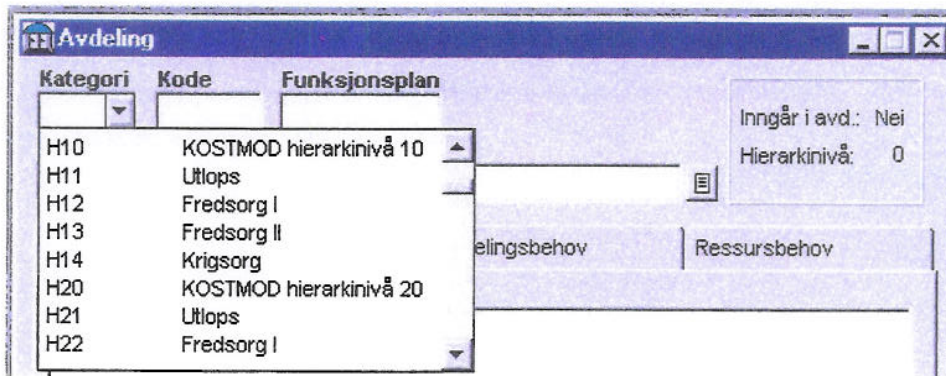 Avdeling
Kategori Kode Funksjonsplan
Inngår i avd.: Nei
Hierarkinivå: 0
H10 KOSTMOD hierarkinivå 10
H11 Utlops
H12 Fredsorg I
H13 Fredsorg II
H14 Krigsorg
H20 KOSTMOD hierarkinivå 20
H21 Utlops
H22 Fredsorg I
elingsbehov Ressursbehov